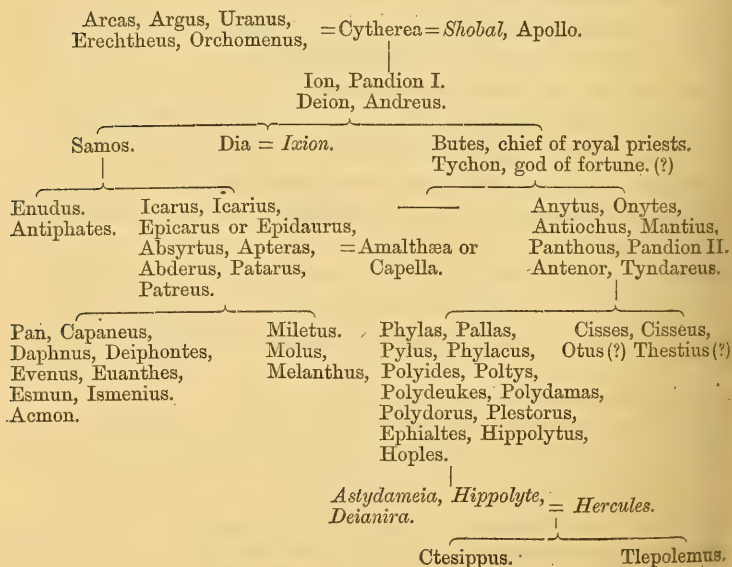 Arcas, Argus, Uranus,
Erechtheus, Orchomenus, =Cytherea=Shobal, Apollo.
Ion, Pandion I.
Deion, Andreus.
Samos. Dia = Ixion. Butes, chief of royal priests.
Tychon, god of fortune. (?)
Enudus. Icarus, Icarius, Anytus, Onytes,
Antiphates. Epicarus or Epidaurus, Antiochus, Mantius,
Absyrtus, Apteras, =Amalthæa or Panthous, Pandion II.
Abderus, Patarus, Capella. Antenor, Tyndareus.
Patreus.
Pan, Capaneus, Miletus. Phylas, Pallas, Cisses, Cisseus,
Daphnus, Deiphontes, Molus, Pylus, Phylacus, Otus (?) Thestius (?)
Evenus, Euanthes, Melanthus, Polyides, Poltys,
Esmun, Ismenius. Polydeukes, Polydamas,
Acmon. Polydorus, Plestorus,
Ephialtes, Hippolytus,
Hoples.
Astydameia, Hippolyte, = Hercules.
Deianira.
Ctesippus. Tlepolemus.